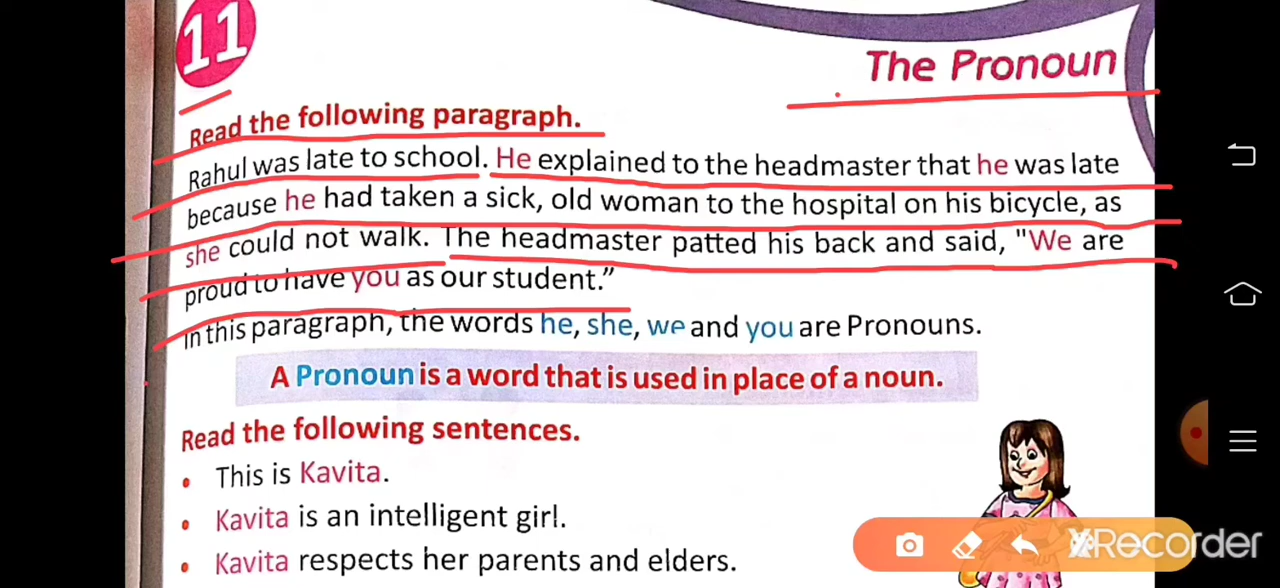 11
The Pronoun
Read the following paragraph.
Rahul was late to school. He explained to the headmaster that he was late
because he had taken a sick, old woman to the hospital on his bicycle, as
she could not walk. The headmaster patted his back and said, "We are
proud to have you as our student.”
In this paragraph, the words he, she, we and you are Pronouns.
A Pronoun is a word that is used in place of a noun.
Read the following sentences.
• This is Kavita.
• Kavita is an intelligent girl.
• Kavita respects her parents and elders.
XRecorder